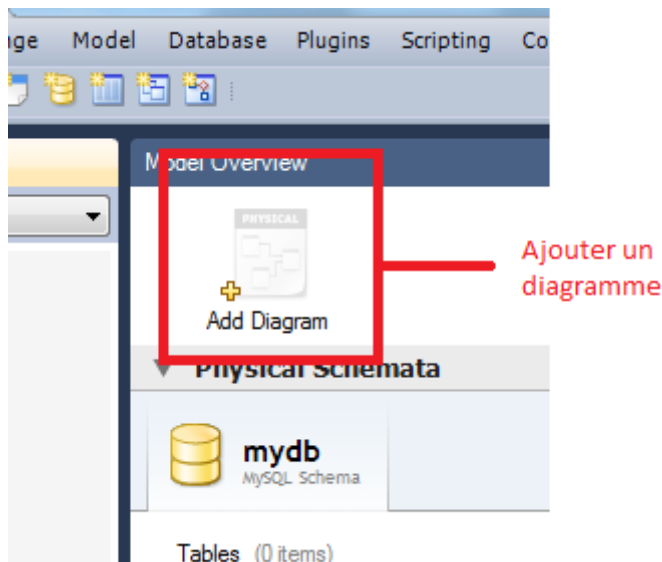 Model Database Plugins Scripting Co
Model Overview
PHYSICAL
Add Diagram
Ajouter un
diagramme
Physical Schemata
mydb
MySQL Schema
Tables (0 items)